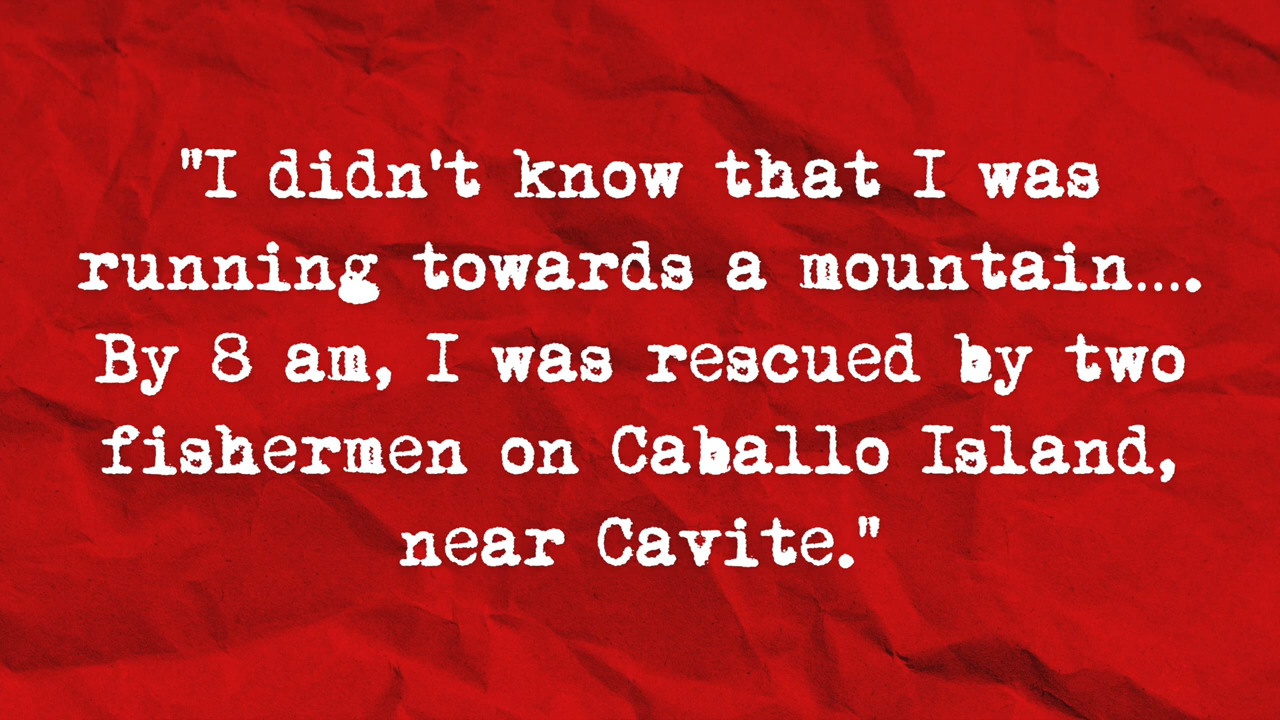 "I didn't know that I was
running towards a mountain....
By 8 am, I was rescued by two
fishermen on Caballo Island,
near Cavite."